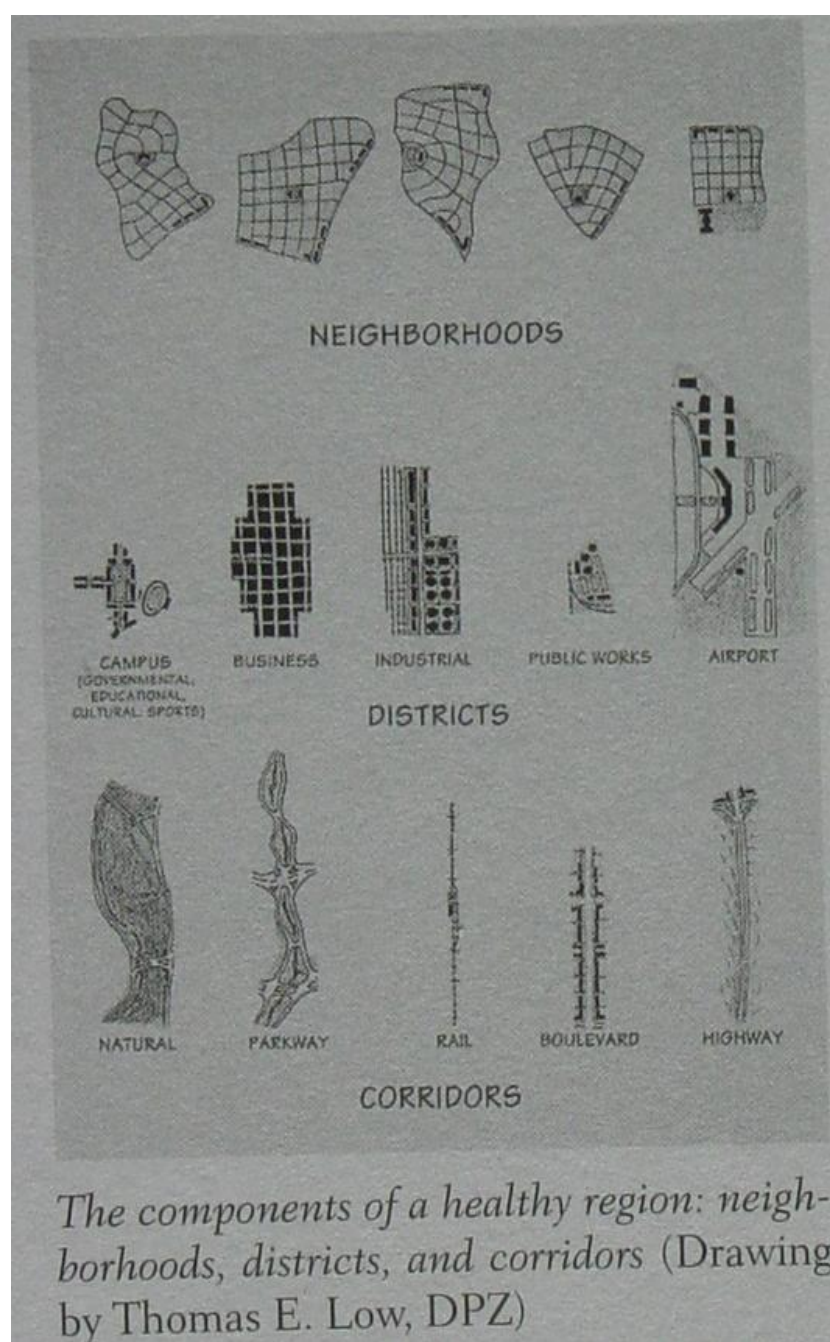 NEIGHBORHOODS
CAMPUS
(GOVERNMENTAL,
EDUCATIONAL,
CULTURAL, SPORTS)
BUSINESS
INDUSTRIAL
PUBLIC WORKS
AIRPORT
DISTRICTS
NATURAL
PARKWAY
RAIL
BOULEVARD
HIGHWAY
CORRIDORS
The components of a healthy region: neigh-
borhoods, districts, and corridors (Drawing
by Thomas E. Low, DPZ)